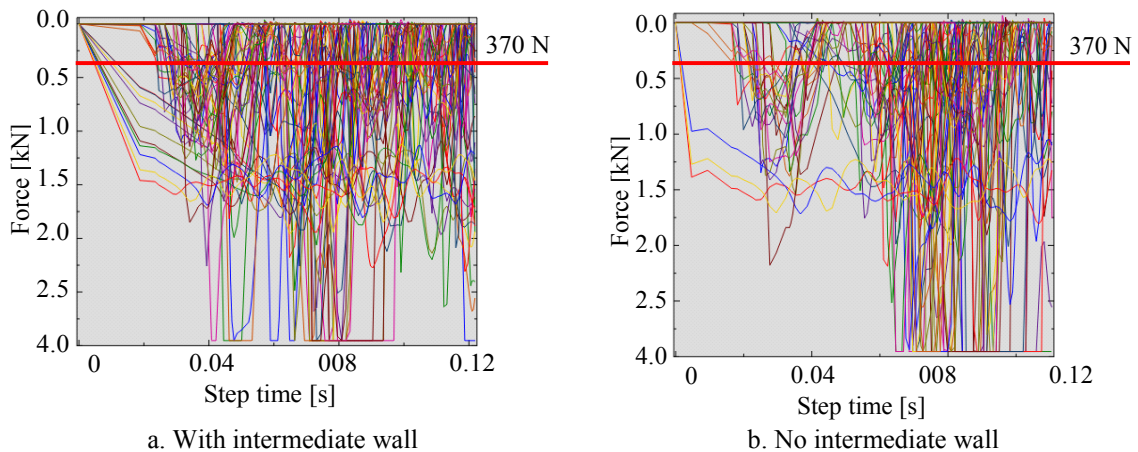 0.0
0.5
1.0
1.5
2.0
2.5
4.0
Force [kN]
370 N
0
0.04
008
0.12
Step time [s]
a. With intermediate wall
0.0
0.5
1.0
1.5
2.0
2.5
4.0
Force [kN]
370 N
0
0.04
008
0.12
Step time [s]
b. No intermediate wall